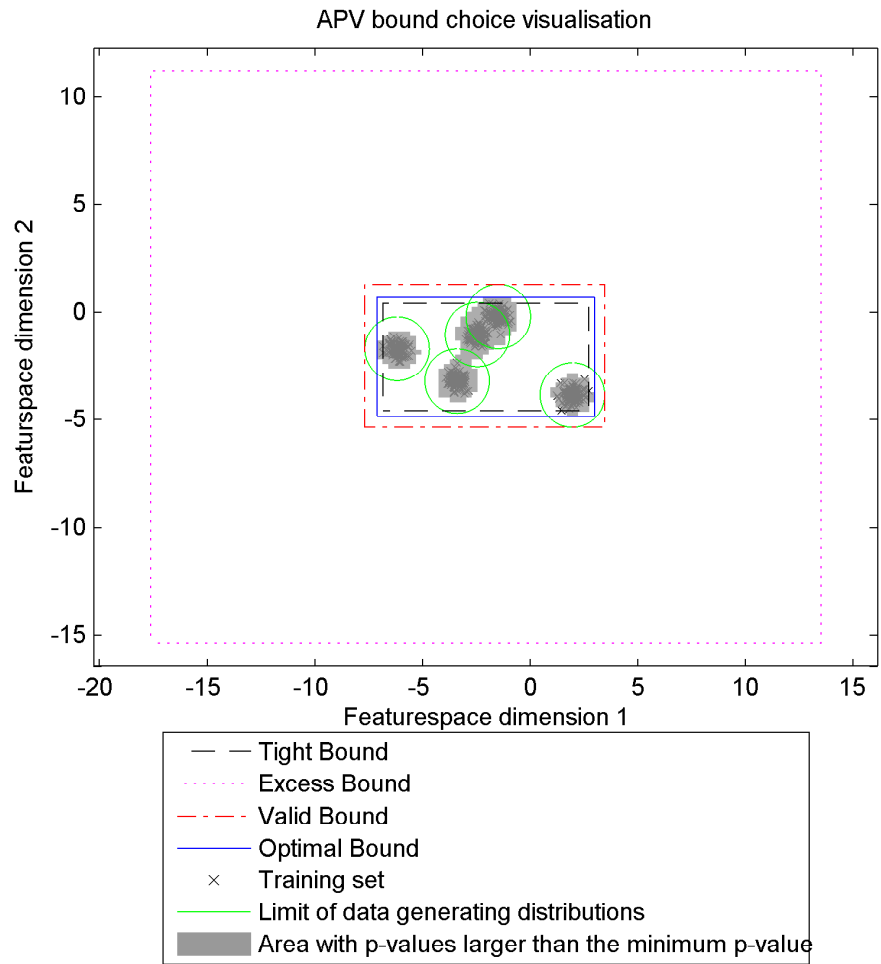 APV bound choice visualisation
10
5
0
-5
-10
-15
Featurspace dimension 2
-20
-15
-10
-5
0
5
10
15
Featurespace dimension 1
Tight Bound
Excess Bound
Valid Bound
Optimal Bound
Training set
Limit of data generating distributions
Area with p-values larger than the minimum p-value